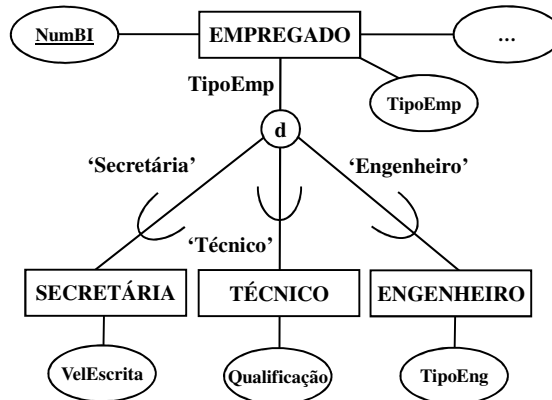 NumBI
EMPREGADO
...
TipoEmp
TipoEmp
d
‘Secretária’
‘Engenheiro’
‘Técnico’
SECRETÁRIA
TÉCNICO
ENGENHEIRO
VelEscrita
Qualificação
TipoEng